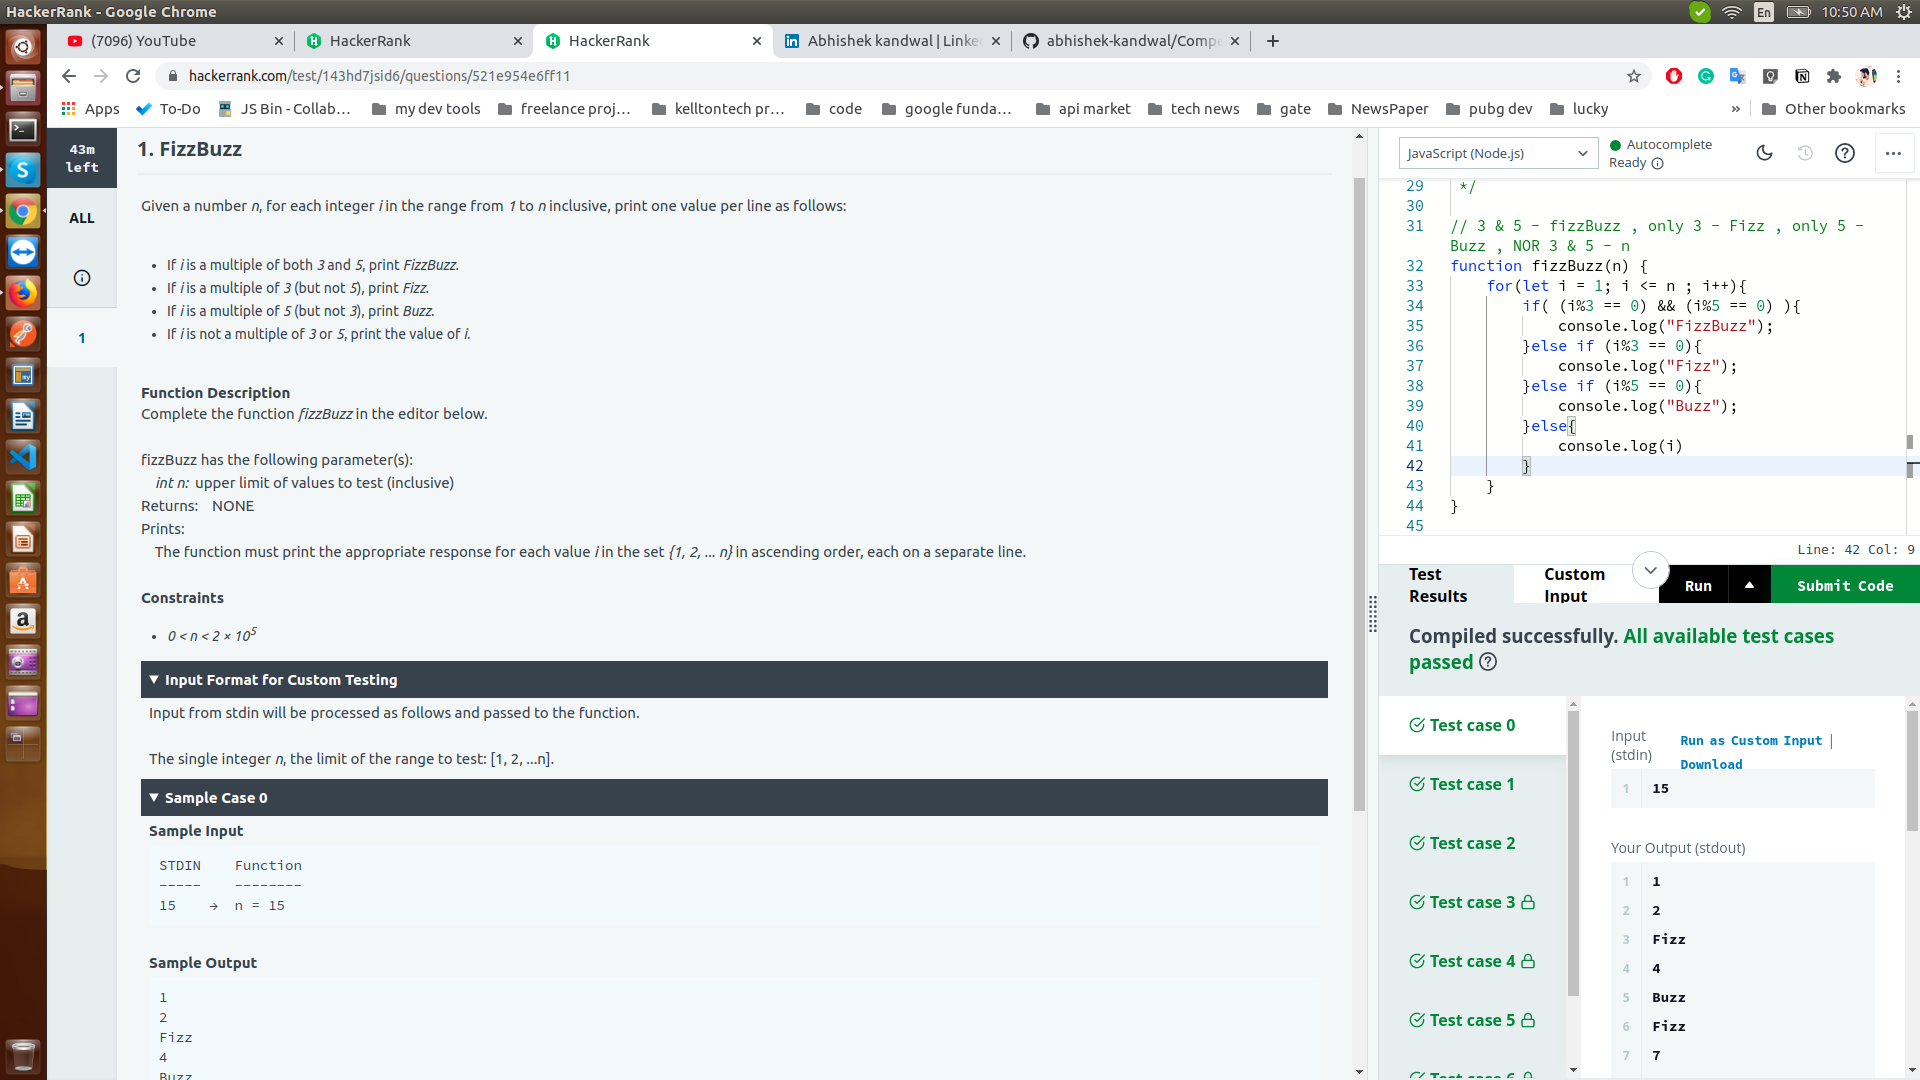 HackerRank - Google Chrome
En
10:50 AM
(7096) YouTube
HackerRank
HackerRank
Abhishek kandwal | Linke
abhishek-kandwal/Compe
hackerrank.com/test/143hd7jsid6/questions/521e954e6ff11
Apps
To-Do
JS Bin - Collab...
my dev tools
freelance proj...
kelltontech pr...
code
google funda...
api market
tech news
gate
NewsPaper
pubg dev
lucky
»
Other bookmarks
43m
left
ALL
1
1. FizzBuzz
Given a number n, for each integer i in the range from 1 to n inclusive, print one value per line as follows:
• If i is a multiple of both 3 and 5, print FizzBuzz.
• If i is a multiple of 3 (but not 5), print Fizz.
• If i is a multiple of 5 (but not 3), print Buzz.
• If i is not a multiple of 3 or 5, print the value of i.
Function Description
Complete the function fizzBuzz in the editor below.
fizzBuzz has the following parameter(s):
int n: upper limit of values to test (inclusive)
Returns: NONE
Prints:
The function must print the appropriate response for each value i in the set {1, 2, ... n} in ascending order, each on a separate line.
Constraints
• 0 < n < 2 × 10^5
▼ Input Format for Custom Testing
Input from stdin will be processed as follows and passed to the function.
The single integer n, the limit of the range to test: [1, 2, ...n].
▼ Sample Case 0
Sample Input
STDIN Function
----- --------
15 → n = 15
Sample Output
1
2
Fizz
4
Buzz
JavaScript (Node.js)
Autocomplete
Ready
29 */
30
31 // 3 & 5 - fizzBuzz , only 3 - Fizz , only 5 -
Buzz , NOR 3 & 5 - n
32 function fizzBuzz(n) {
33 for(let i = 1; i <= n ; i++){
34 if( (i%3 == 0) && (i%5 == 0) ){
35 console.log("FizzBuzz");
36 }else if (i%3 == 0){
37 console.log("Fizz");
38 }else if (i%5 == 0){
39 console.log("Buzz");
40 }else{
41 console.log(i)
42 }
43 }
44 }
45
Line: 42 Col: 9
Test
Results
Custom
Input
Run
Submit Code
Compiled successfully. All available test cases
passed
Test case 0
Test case 1
Test case 2
Test case 3
Test case 4
Test case 5
Test case 6
Input
(stdin)
Run as Custom Input |
Download
1 15
Your Output (stdout)
1 1
2 2
3 Fizz
4 4
5 Buzz
6 Fizz
7 7